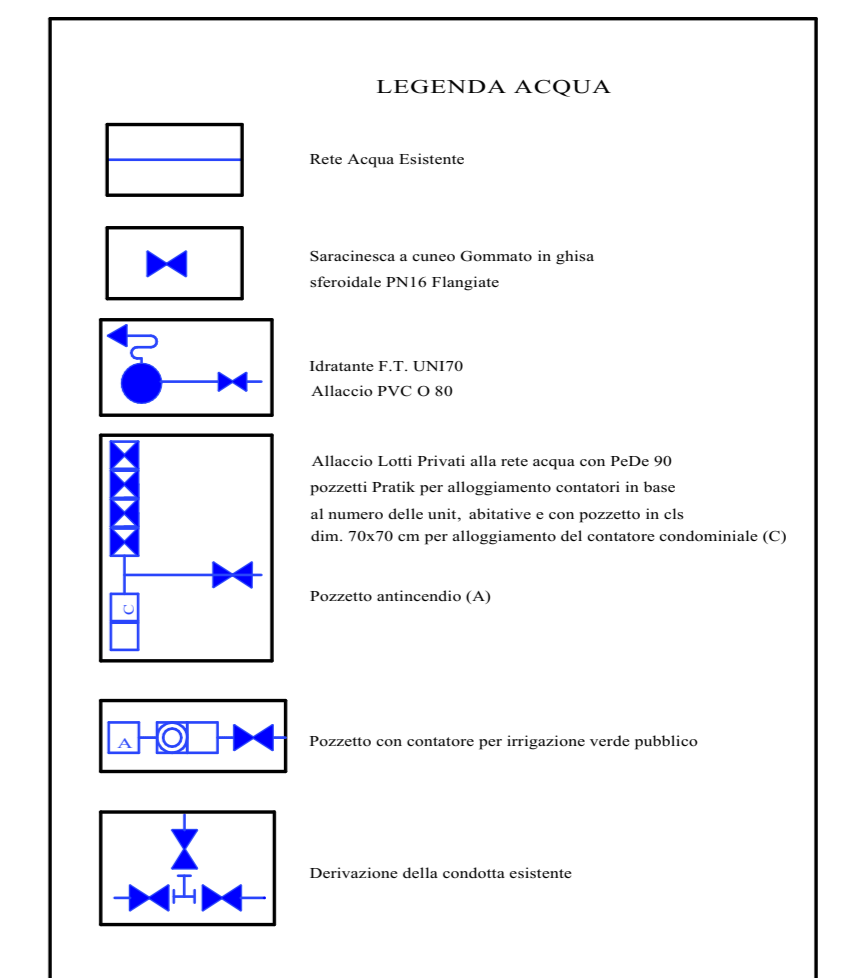 LEGENDA ACQUA
Rete Acqua Esistente
Saracinesca a cuneo Gommato in ghisa
sferoidale PN16 Flangiate
Idratante F.T. UNI70
Allaccio PVC O 80
Allaccio Lotti Privati alla rete acqua con PeDe 90
pozzetti Pratik per alloggiamento contatori in base
al numero delle unit, abitative e con pozzetto in cls
dim. 70x70 cm per alloggiamento del contatore condominiale (C)
C
Pozzetto antincendio (A)
A
Pozzetto con contatore per irrigazione verde pubblico
Derivazione della condotta esistente